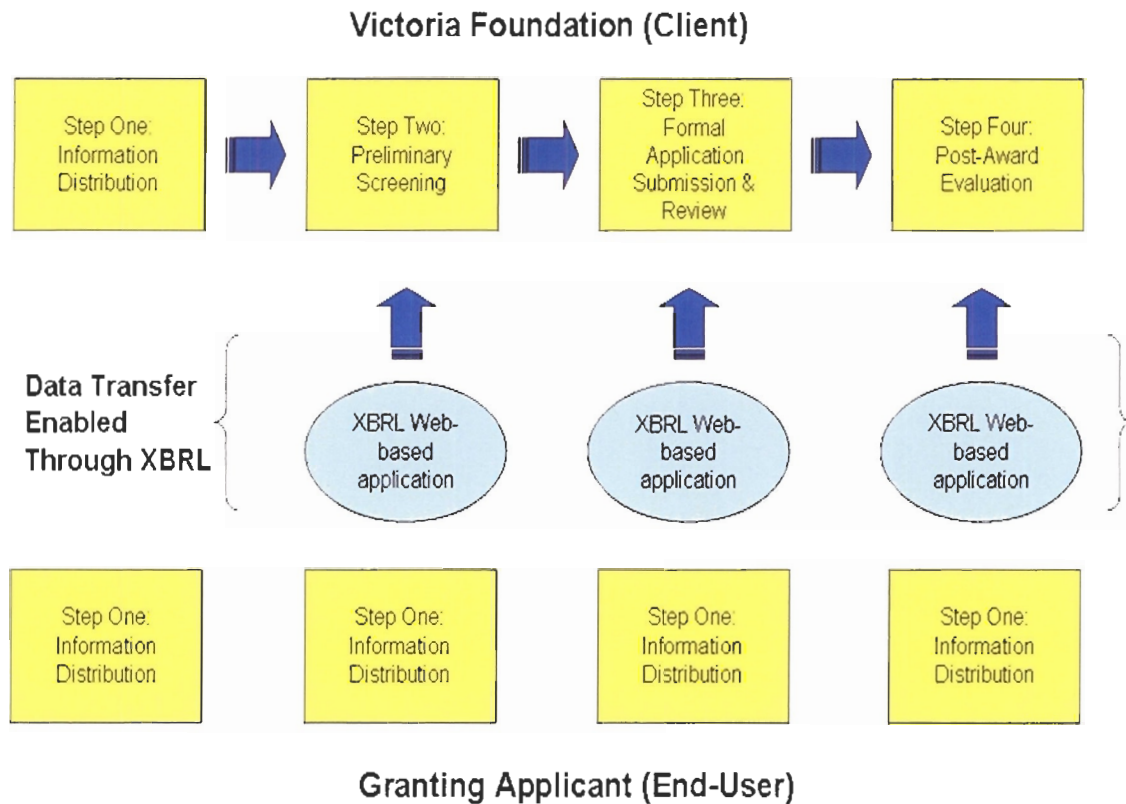 Victoria Foundation (Client)
Step One:
Information
Distribution
Step Two:
Preliminary
Screening
Step Three:
Formal
Application
Submission &
Review
Step Four:
Post-Award
Evaluation
Data Transfer
Enabled
Through XBRL
XBRL Web-
based
application
XBRL Web-
based
application
XBRL Web-
based
application
Step One:
Information
Distribution
Step One:
Information
Distribution
Step One:
Information
Distribution
Step One:
Information
Distribution
Granting Applicant (End-User)